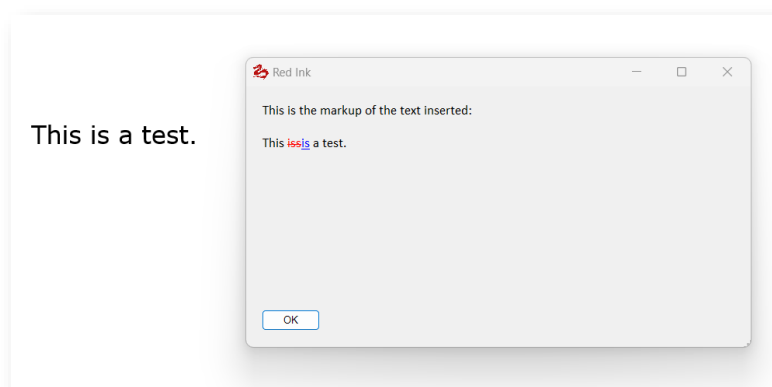 This is a test.
Red Ink
This is the markup of the text inserted:
This issis a test.
OK